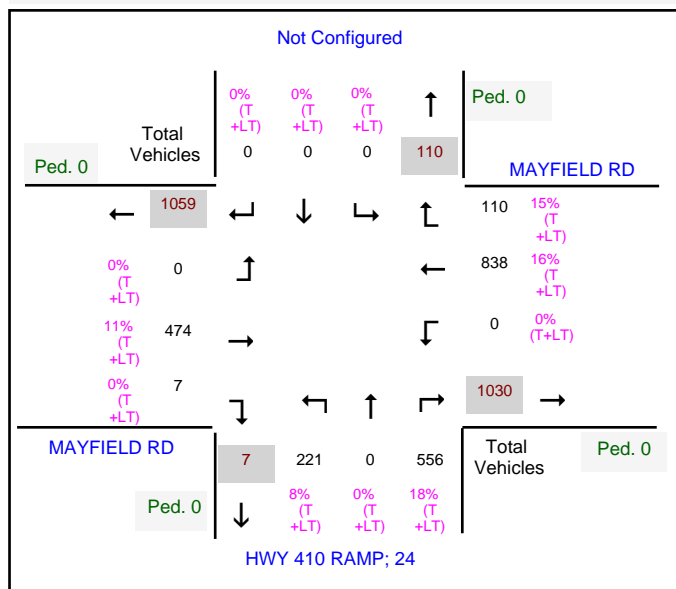 Not Configured
0% 0% 0%
(T (T (T
+LT) +LT) +LT)
Ped. 0
Total
Vehicles
0 0 0 110
Ped. 0
MAYFIELD RD
1059
110 15%
(T
+LT)
838 16%
(T
+LT)
0% 0
(T
+LT)
0 0%
(T+LT)
11% 474
(T
+LT)
0% 7
(T
+LT)
1030
MAYFIELD RD
7 221 0 556
Total
Vehicles
Ped. 0
8% 0% 18%
(T (T (T
+LT) +LT) +LT)
Ped. 0
HWY 410 RAMP; 24